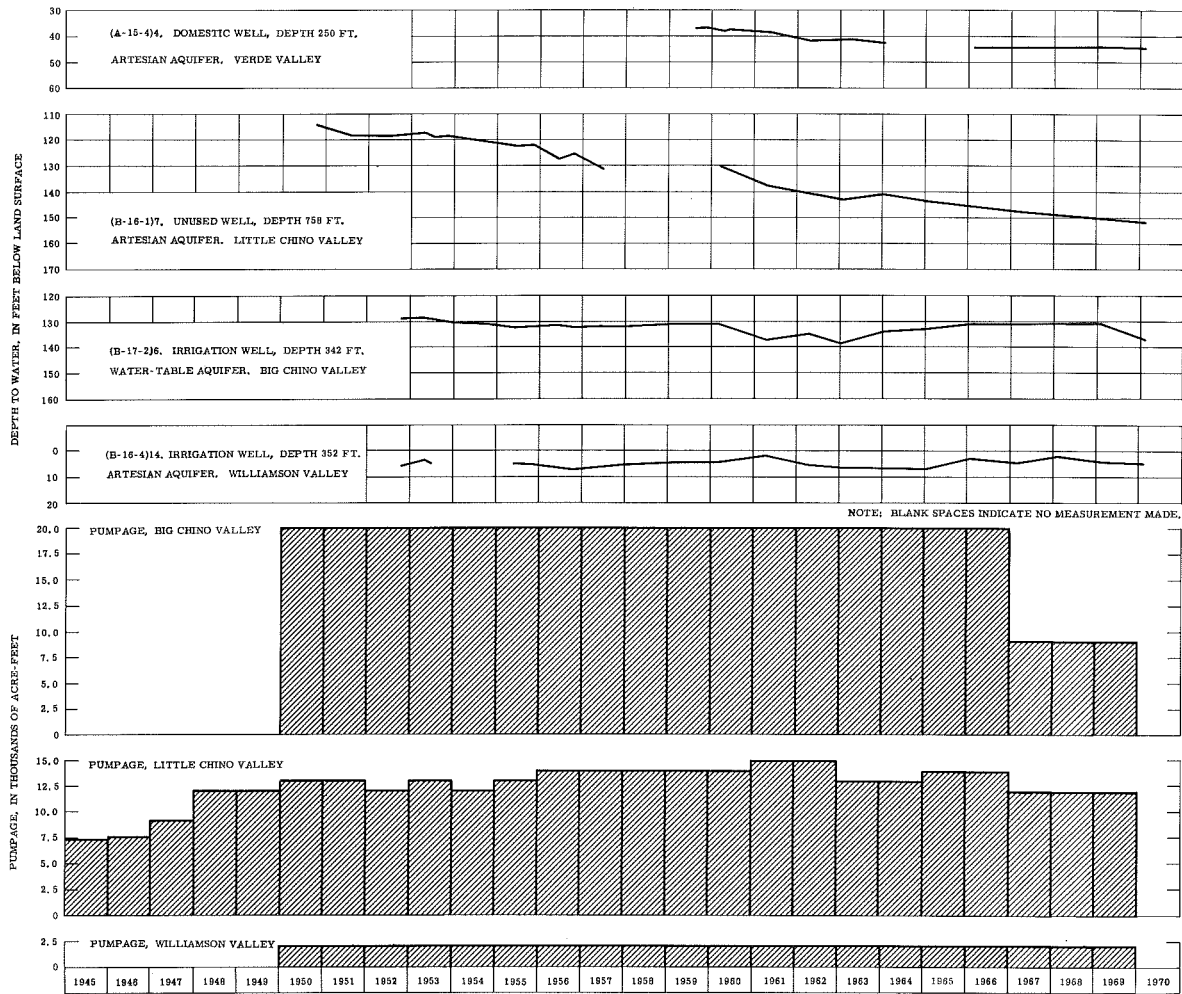 DEPTH TO WATER, IN FEET BELOW LAND SURFACE
30
40
50
60
(A-15-4)4. DOMESTIC WELL, DEPTH 250 FT.
ARTESIAN AQUIFER. VERDE VALLEY
110
120
130
140
150
160
170
(B-16-1)7. UNUSED WELL, DEPTH 758 FT.
ARTESIAN AQUIFER. LITTLE CHINO VALLEY
120
130
140
150
160
(B-17-2)6. IRRIGATION WELL, DEPTH 342 FT.
WATER-TABLE AQUIFER. BIG CHINO VALLEY
0
10
20
(B-16-4)14. IRRIGATION WELL, DEPTH 352 FT.
ARTESIAN AQUIFER. WILLIAMSON VALLEY
NOTE: BLANK SPACES INDICATE NO MEASUREMENT MADE.
PUMPAGE, IN THOUSANDS OF ACRE-FEET
20.0
17.5
15.0
12.5
10.0
7.5
5.0
2.5
0
PUMPAGE, BIG CHINO VALLEY
15.0
12.5
10.0
7.5
5.0
2.5
0
PUMPAGE, LITTLE CHINO VALLEY
2.5
0
PUMPAGE, WILLIAMSON VALLEY
1945 1946 1947 1948 1949 1950 1951 1952 1953 1954 1955 1956 1957 1958 1959 1960 1961 1962 1963 1964 1965 1966 1967 1968 1969 1970